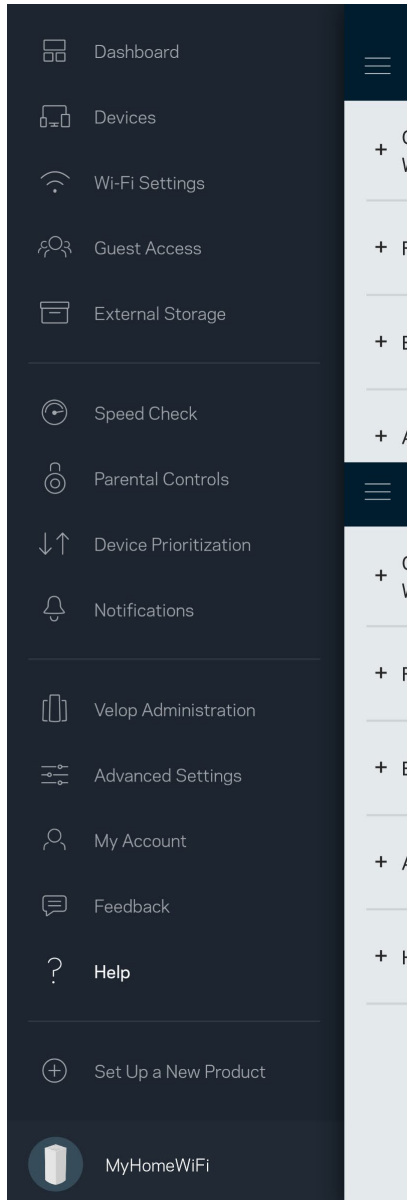 Dashboard
Devices
Wi-Fi Settings
Guest Access
External Storage
Speed Check
Parental Controls
Device Prioritization
Notifications
Velop Administration
Advanced Settings
My Account
Feedback
Help
Set Up a New Product
MyHomeWiFi